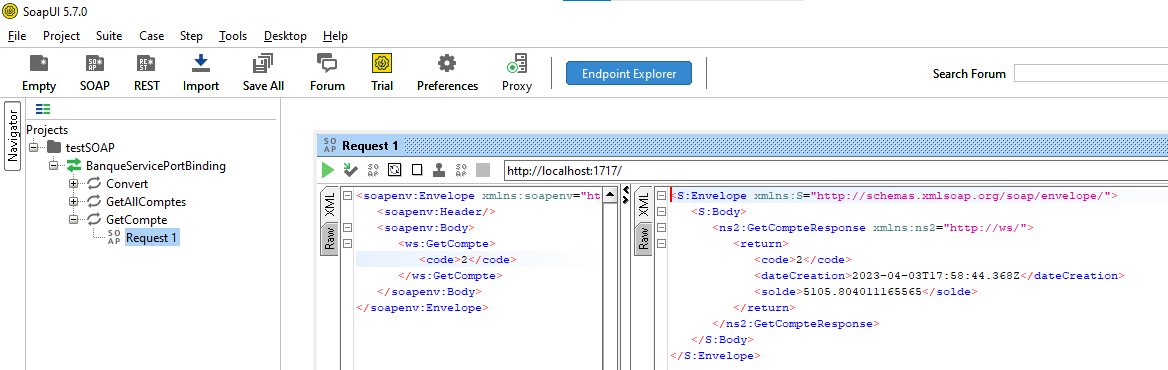 SoapUI 5.7.0
File Project Suite Case Step Tools Desktop Help
Empty SOAP REST Import Save All Forum Trial Preferences Proxy Endpoint Explorer Search Forum
Navigator
Projects
testSOAP
BanqueServicePortBinding
Convert
GetAllComptes
GetCompte
SOAP Request 1
SOAP Request 1
http://localhost:1717/
XML
Raw
<soapenv:Envelope xmlns:soapenv="ht
<soapenv:Header/>
<soapenv:Body>
<ws:GetCompte>
<code>2</code>
</ws:GetCompte>
</soapenv:Body>
</soapenv:Envelope>
XML
Raw
<S:Envelope xmlns:S="http://schemas.xmlsoap.org/soap/envelope/">
<S:Body>
<ns2:GetCompteResponse xmlns:ns2="http://ws/">
<return>
<code>2</code>
<dateCreation>2023-04-03T17:58:44.368Z</dateCreation>
<solde>5105.804011165565</solde>
</return>
</ns2:GetCompteResponse>
</S:Body>
</S:Envelope>